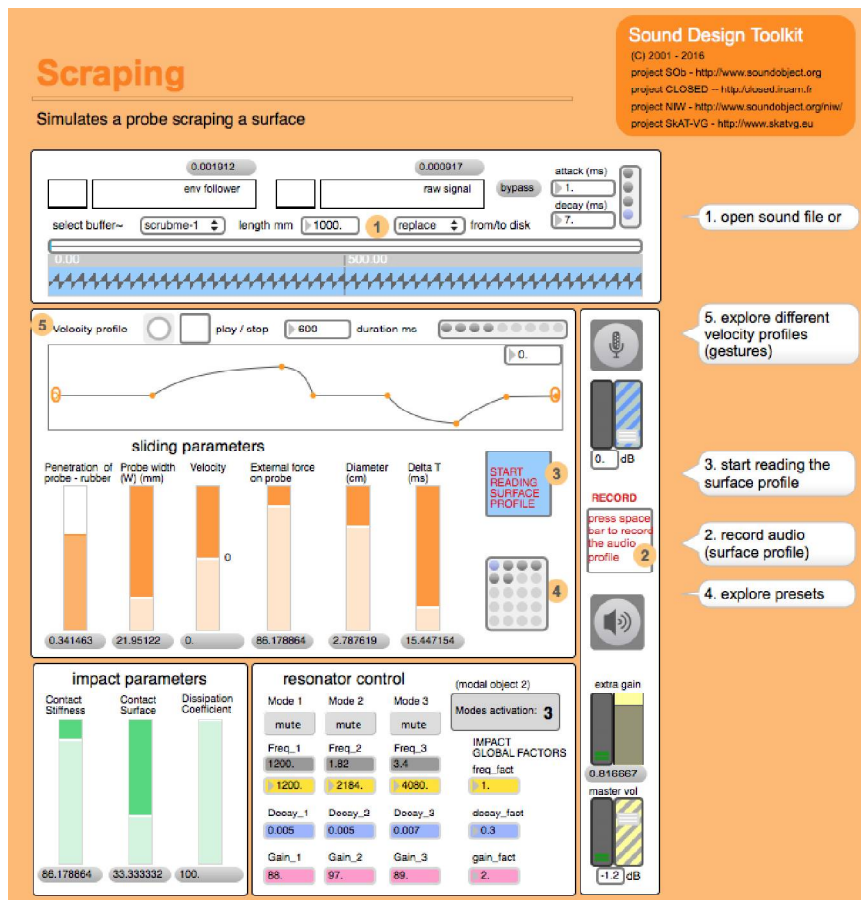 Scraping
Simulates a probe scraping a surface
Sound Design Toolkit
(C) 2001 - 2016
project SOb - http://www.soundobject.org
project CLOSED -- http:/closed.ircam.fr
project NIW - http://www.soundobject.org/niw/
project SkAT-VG - http://www.skatvg.eu
0.001912
0.000917
env follower
raw signal
bypass
attack (ms)
1.
decay (ms)
7.
select buffer~ scrubme-1 length mm 1000. 1 replace from/to disk
0.00 500.00
1. open sound file or
5 Velocity profile play / stop 600 duration ms
0.
5. explore different
velocity profiles
(gestures)
sliding parameters
Penetration of
probe - rubber
Probe width
(W) (mm)
Velocity
External force
on probe
Diameter
(cm)
Delta T
(ms)
0
0.341463 21.95122 0. 86.178864 2.787619 15.447154
START
READING
SURFACE
PROFILE
3
4
0. dB
RECORD
press space
bar to record
the audio
profile
2
3. start reading the
surface profile
2. record audio
(surface profile)
4. explore presets
impact parameters
Contact
Stiffness
Contact
Surface
Dissipation
Coefficient
86.178864 33.333332 100.
resonator control
(modal object 2)
Mode 1 Mode 2 Mode 3
mute mute mute
Modes activation: 3
Freq_1 Freq_2 Freq_3
1200. 1.82 3.4
1200. 2184. 4080.
IMPACT
GLOBAL FACTORS
freq_fact
1.
Decay_1 Decay_2 Decay_3 decay_fact
0.005 0.005 0.007 0.3
Gain_1 Gain_2 Gain_3 gain_fact
88. 97. 89. 2.
extra gain
0.816667
master vol
-1.2 dB